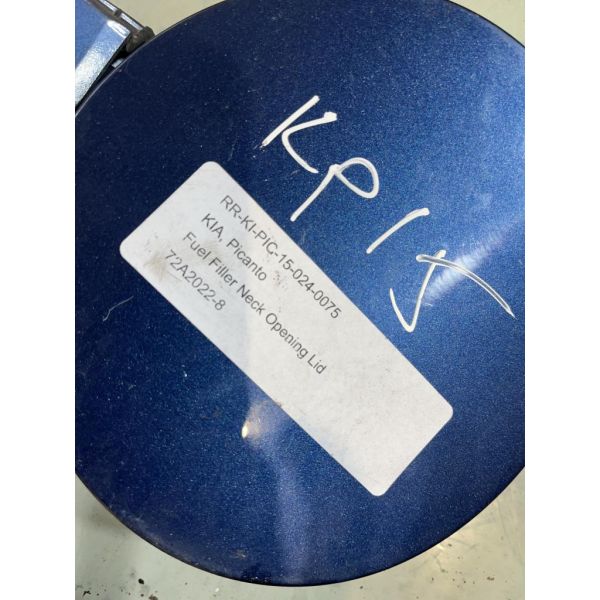 KP15
RR-KI-PIC-15-024-0075
KIA, Picanto
Fuel Filler Neck Opening Lid
72A2022-8